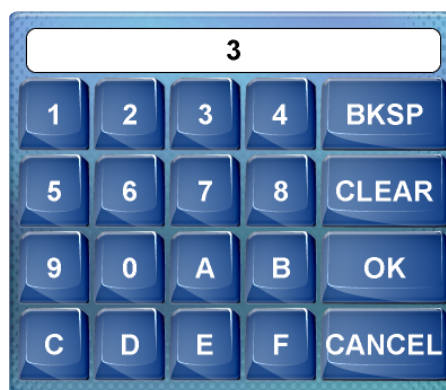 3
1 2 3 4 BKSP
5 6 7 8 CLEAR
9 0 A B OK
C D E F CANCEL